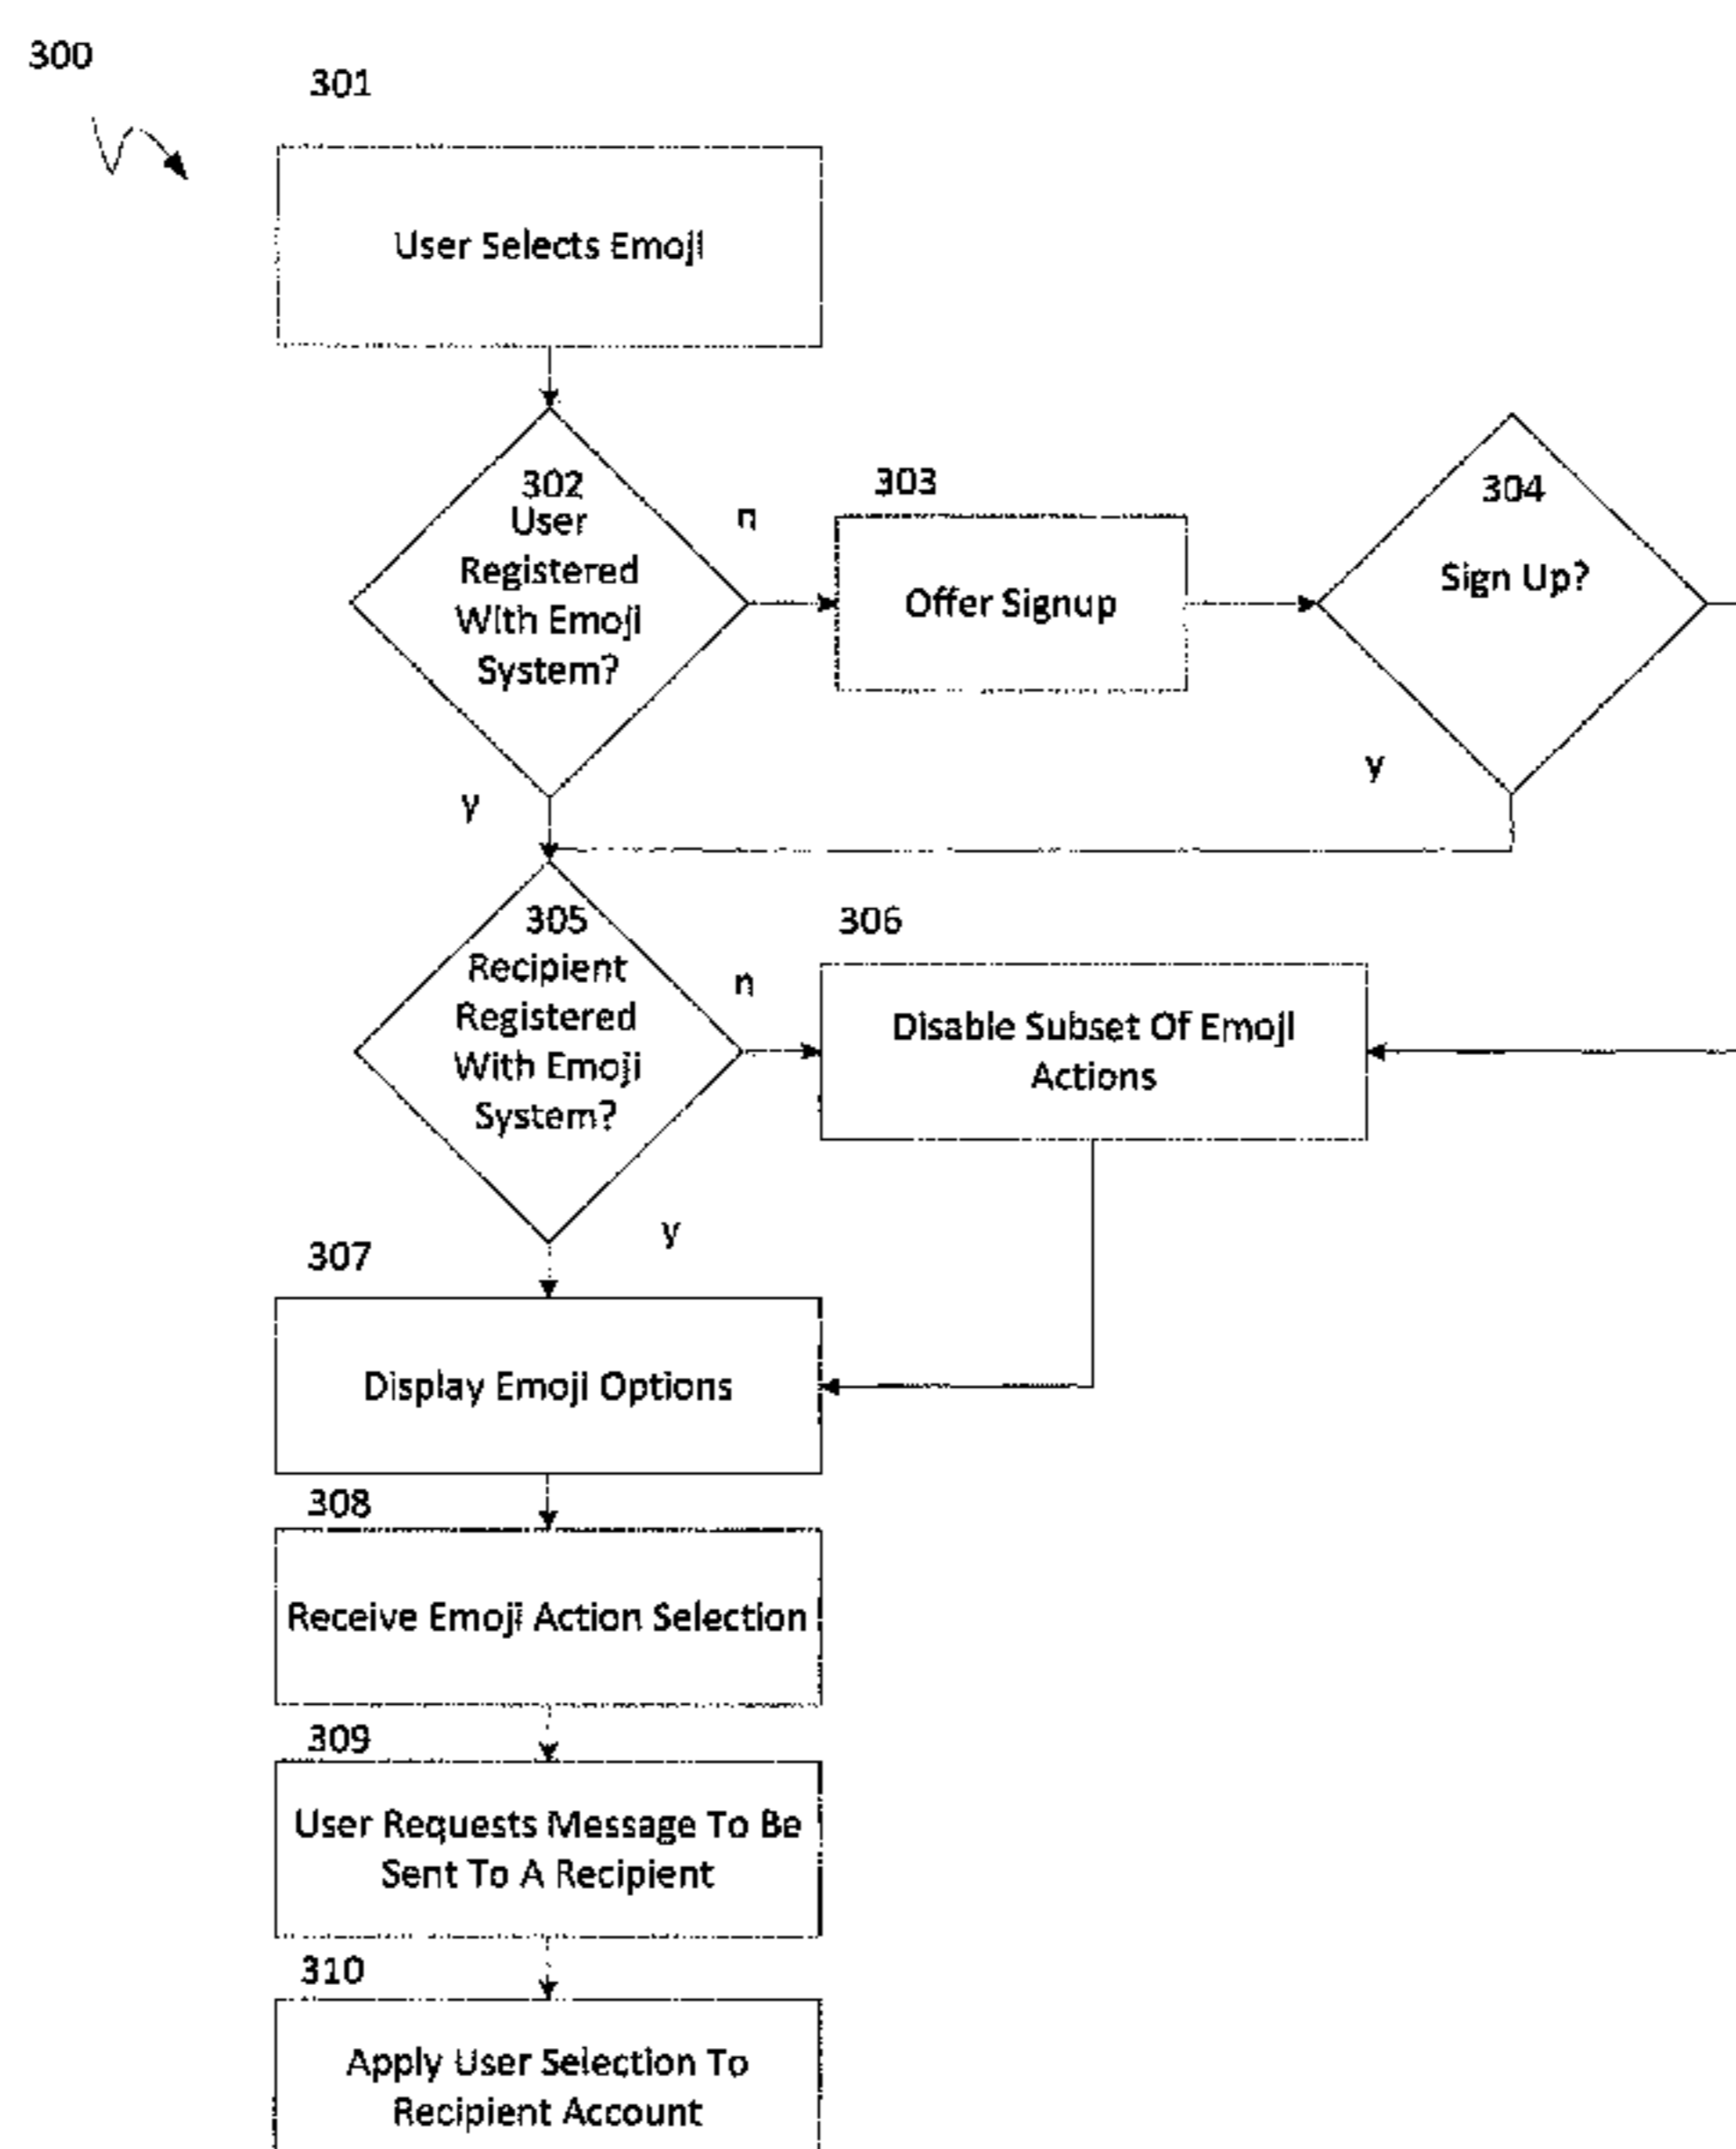 300
301
User Selects Emoji
302
User
Registered
With Emoji
System?
n
303
Offer Signup
304
Sign Up?
y
y
305
Recipient
Registered
With Emoji
System?
n
306
Disable Subset Of Emoji
Actions
y
307
Display Emoji Options
308
Receive Emoji Action Selection
309
User Requests Message To Be
Sent To A Recipient
310
Apply User Selection To
Recipient Account